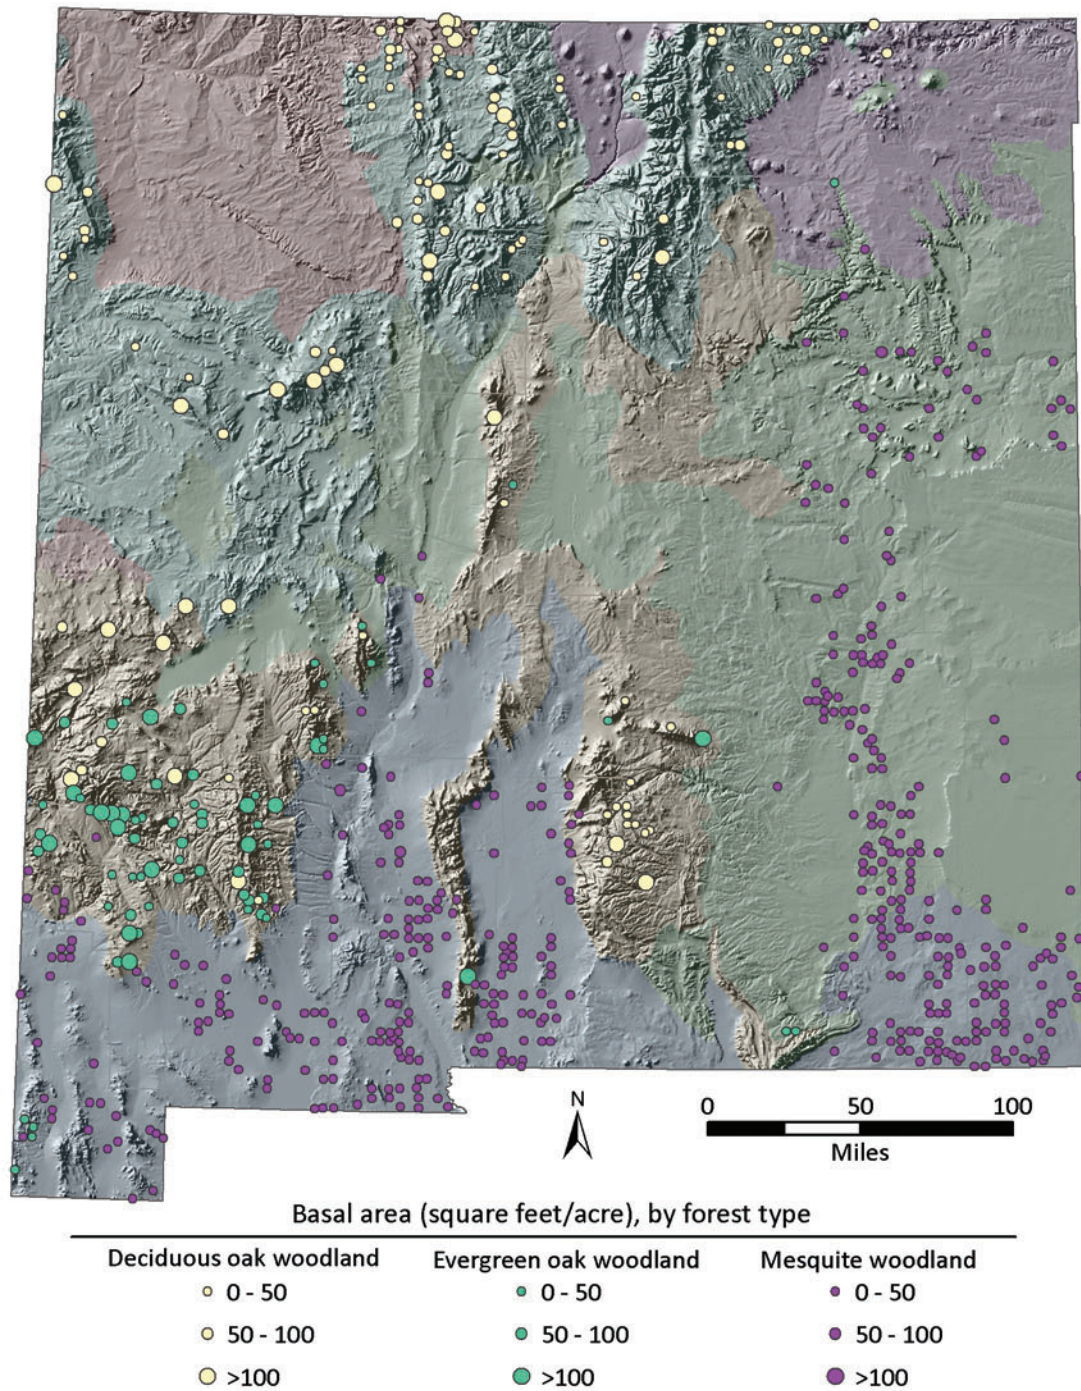 N
0 50 100
Miles
Basal area (square feet/acre), by forest type
Deciduous oak woodland Evergreen oak woodland Mesquite woodland
0 - 50 0 - 50 0 - 50
50 - 100 50 - 100 50 - 100
>100 >100 >100